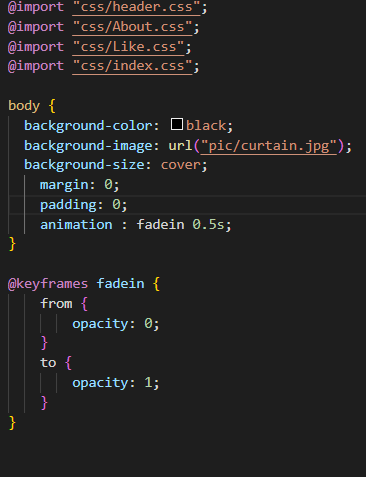 @import "css/header.css";
@import "css/About.css";
@import "css/Like.css";
@import "css/index.css";

body {
  background-color: black;
  background-image: url("pic/curtain.jpg");
  background-size: cover;
    margin: 0;
    padding: 0;
    animation : fadein 0.5s;
}

@keyframes fadein {
    from {
        opacity: 0;
    }
    to {
        opacity: 1;
    }
}